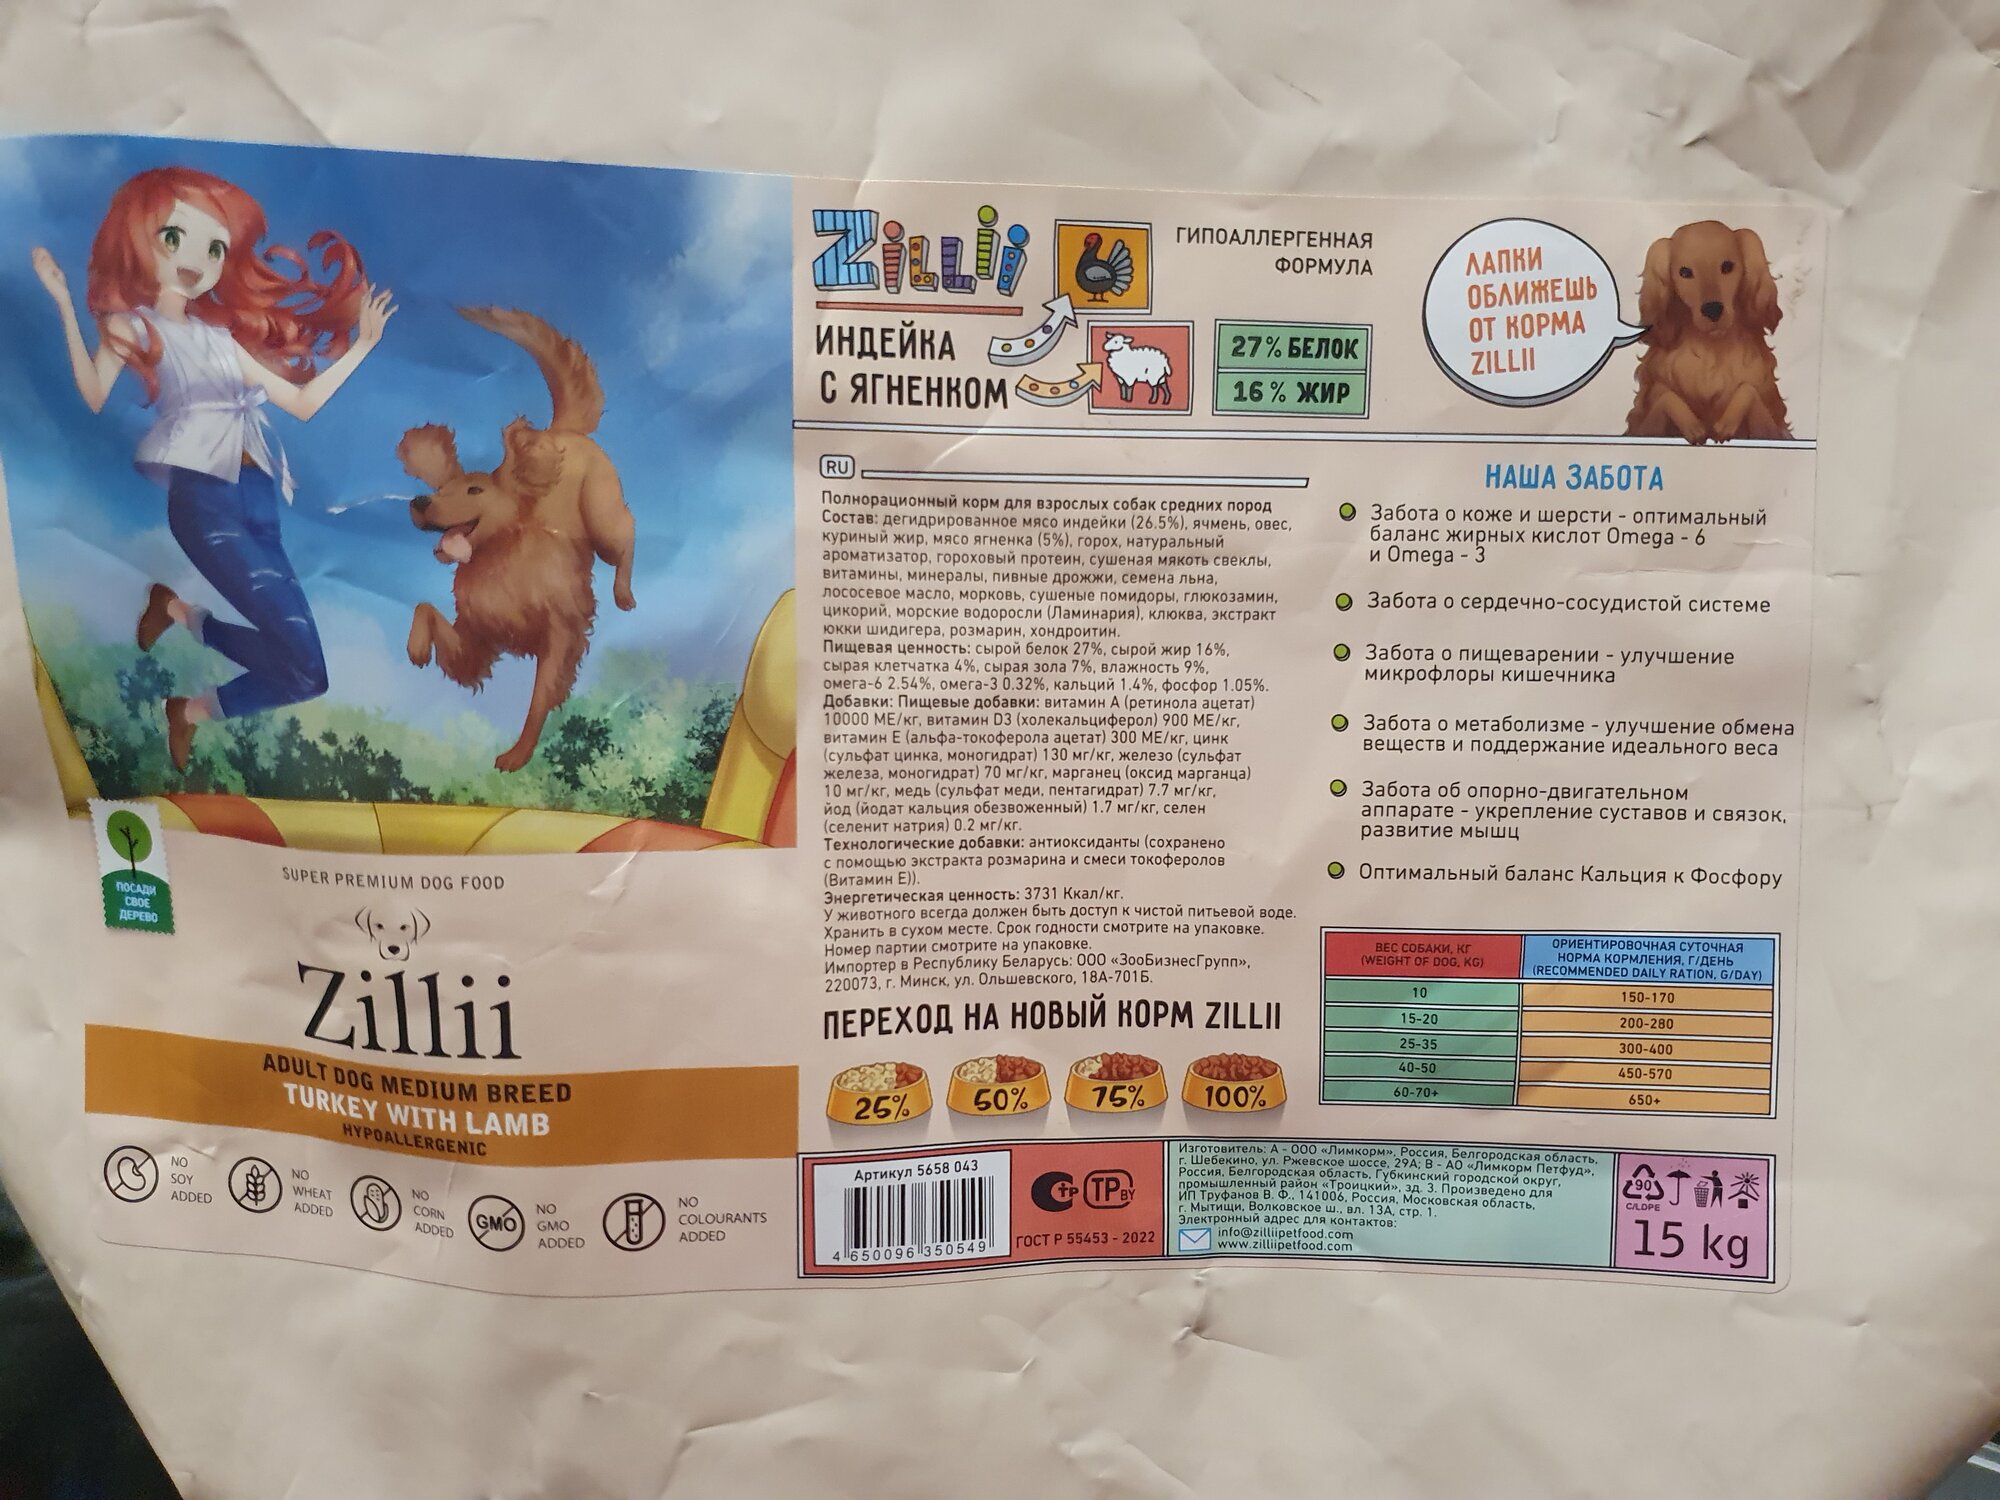 ПОСАДИ
СВОЕ
ДЕРЕВО
SUPER PREMIUM DOG FOOD
Zillii
ADULT DOG MEDIUM BREED
TURKEY WITH LAMB
HYPOALLERGENIC
NO
SOY
ADDED
NO
WHEAT
ADDED
NO
CORN
ADDED
GMO
NO
GMO
ADDED
NO
COLOURANTS
ADDED
Zillii
ИНДЕЙКА
С ЯГНЕНКОМ
ГИПОАЛЛЕРГЕННАЯ
ФОРМУЛА
27% БЕЛОК
16% ЖИР
ЛАПКИ
ОБЛИЖЕШЬ
ОТ КОРМА
ZILLII
RU
Полнорационный корм для взрослых собак средних пород
Состав: дегидрированное мясо индейки (26.5%), ячмень, овес,
куриный жир, мясо ягненка (5%), горох, натуральный
ароматизатор, гороховый протеин, сушеная мякоть свеклы,
витамины, минералы, пивные дрожжи, семена льна,
лососевое масло, морковь, сушеные помидоры, глюкозамин,
цикорий, морские водоросли (Ламинария), клюква, экстракт
юкки шидигера, розмарин, хондроитин.
Пищевая ценность: сырой белок 27%, сырой жир 16%,
сырая клетчатка 4%, сырая зола 7%, влажность 9%,
омега-6 2.54%, омега-3 0.32%, кальций 1.4%, фосфор 1.05%.
Добавки: Пищевые добавки: витамин А (ретинола ацетат)
10000 МЕ/кг, витамин D3 (холекальциферол) 900 МЕ/кг,
витамин Е (альфа-токоферола ацетат) 300 МЕ/кг, цинк
(сульфат цинка, моногидрат) 130 мг/кг, железо (сульфат
железа, моногидрат) 70 мг/кг, марганец (оксид марганца)
10 мг/кг, медь (сульфат меди, пентагидрат) 7.7 мг/кг,
йод (йодат кальция обезвоженный) 1.7 мг/кг, селен
(селенит натрия) 0.2 мг/кг.
Технологические добавки: антиоксиданты (сохранено
с помощью экстракта розмарина и смеси токоферолов
(Витамин Е)).
Энергетическая ценность: 3731 Ккал/кг.
У животного всегда должен быть доступ к чистой питьевой воде.
Хранить в сухом месте. Срок годности смотрите на упаковке.
Номер партии смотрите на упаковке.
Импортер в Республику Беларусь: ООО «ЗооБизнесГрупп»,
220073, г. Минск, ул. Ольшевского, 18А-701Б.
ПЕРЕХОД НА НОВЫЙ КОРМ ZILLII
25% 50% 75% 100%
НАША ЗАБОТА
Забота о коже и шерсти - оптимальный
баланс жирных кислот Omega - 6
и Omega - 3
Забота о сердечно-сосудистой системе
Забота о пищеварении - улучшение
микрофлоры кишечника
Забота о метаболизме - улучшение обмена
веществ и поддержание идеального веса
Забота об опорно-двигательном
аппарате - укрепление суставов и связок,
развитие мышц
Оптимальный баланс Кальция к Фосфору
ВЕС СОБАКИ, КГ
(WEIGHT OF DOG, KG)
ОРИЕНТИРОВОЧНАЯ СУТОЧНАЯ
НОРМА КОРМЛЕНИЯ, Г/ДЕНЬ
(RECOMMENDED DAILY RATION, G/DAY)
10 150-170
15-20 200-280
25-35 300-400
40-50 450-570
60-70+ 650+
Артикул 5658 043
4 650096 350549
ТР
ТР BY
ГОСТ Р 55453 - 2022
Изготовитель: А - ООО «Лимкорм», Россия, Белгородская область,
г. Шебекино, ул. Ржевское шоссе, 29А; В - АО «Лимкорм Петфуд»,
Россия, Белгородская область, Губкинский городской округ,
промышленный район «Троицкий», зд. 3. Произведено для
ИП Труфанов В. Ф., 141006, Россия, Московская область,
г. Мытищи, Волковское ш., вл. 13А, стр. 1.
Электронный адрес для контактов:
info@zilliipetfood.com
www.zilliipetfood.com
90
C/LDPE
15 kg